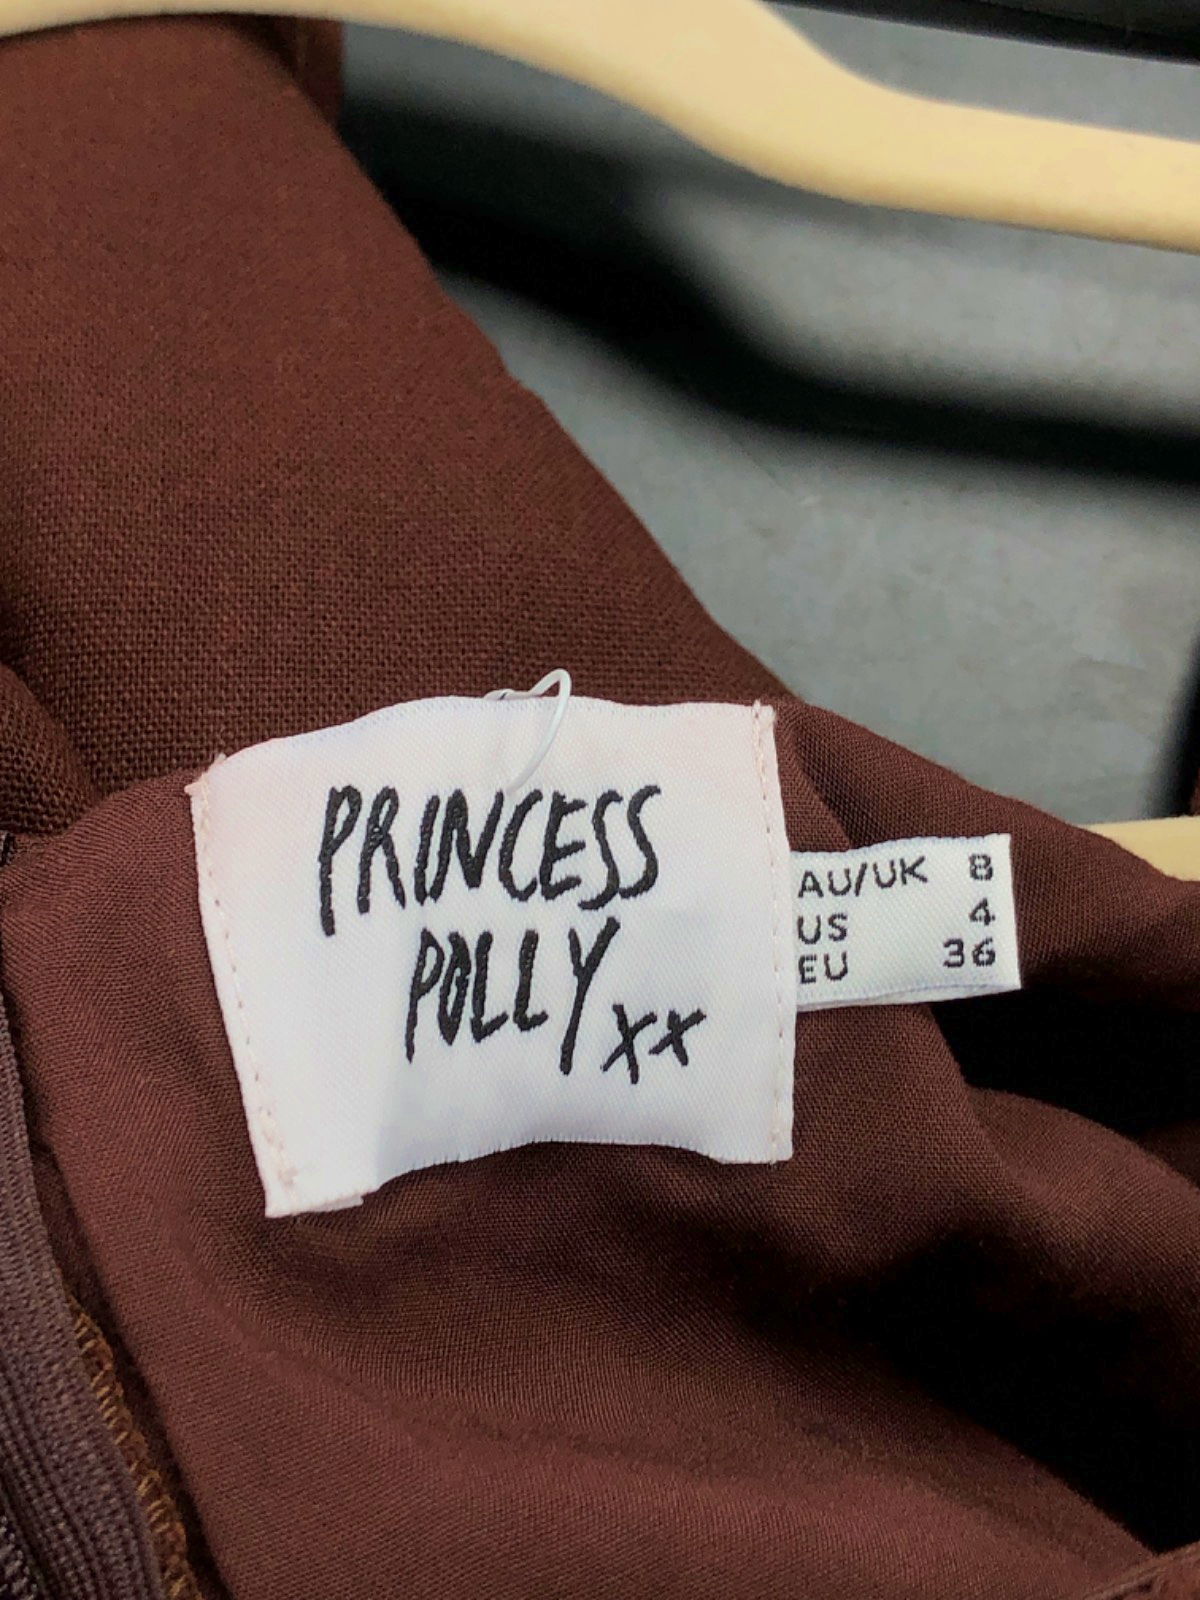 PRINCESS
POLLY xx
AU/UK 8
US 4
EU 36